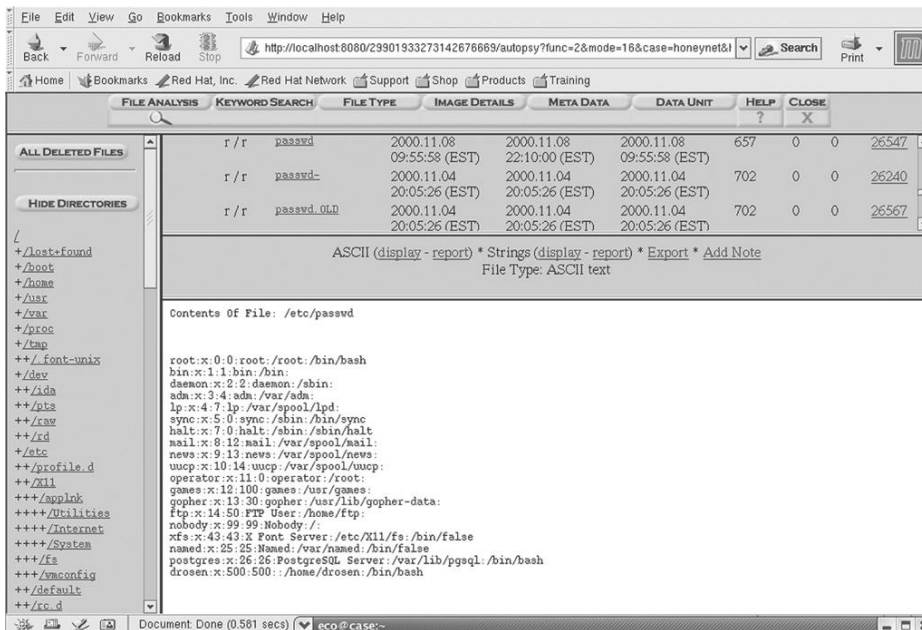 File Edit View Go Bookmarks Tools Window Help
Back Forward Reload Stop http://localhost:8080/29901933273142676669/autopsy?func=2&mode=16&case=honeynet& Search Print
Home Bookmarks Red Hat, Inc. Red Hat Network Support Shop Products Training
FILE ANALYSIS KEYWORD SEARCH FILE TYPE IMAGE DETAILS META DATA DATA UNIT HELP CLOSE
? X
ALL DELETED FILES
HIDE DIRECTORIES
/
+/lost+found
+/boot
+/home
+/usr
+/var
+/proc
+/tmp
++/.font-unix
+/dev
++/ida
++/pts
++/raw
++/rd
+/etc
++/profile.d
++/X11
+++/applnk
++++/Utilities
++++/Internet
++++/System
+++/fs
+++/wmconfig
++/default
++/rc.d
r / r passwd 2000.11.08 09:55:58 (EST) 2000.11.08 22:10:00 (EST) 2000.11.08 09:55:58 (EST) 657 0 0 26547
r / r passwd- 2000.11.04 20:05:26 (EST) 2000.11.04 20:05:26 (EST) 2000.11.04 20:05:26 (EST) 702 0 0 26240
r / r passwd.OLD 2000.11.04 20:05:26 (EST) 2000.11.04 20:05:26 (EST) 2000.11.04 20:05:26 (EST) 702 0 0 26567
ASCII (display - report) * Strings (display - report) * Export * Add Note
File Type: ASCII text
Contents Of File: /etc/passwd
root:x:0:0:root:/root:/bin/bash
bin:x:1:1:bin:/bin:
daemon:x:2:2:daemon:/sbin:
adm:x:3:4:adm:/var/adm:
lp:x:4:7:lp:/var/spool/lpd:
sync:x:5:0:sync:/sbin:/bin/sync
halt:x:7:0:halt:/sbin:/sbin/halt
mail:x:8:12:mail:/var/spool/mail:
news:x:9:13:news:/var/spool/news:
uucp:x:10:14:uucp:/var/spool/uucp:
operator:x:11:0:operator:/root:
games:x:12:100:games:/usr/games:
gopher:x:13:30:gopher:/usr/lib/gopher-data:
ftp:x:14:50:FTP User:/home/ftp:
nobody:x:99:99:Nobody:/:
xfs:x:43:43:X Font Server:/etc/X11/fs:/bin/false
named:x:25:25:Named:/var/named:/bin/false
postgres:x:26:26:PostgreSQL Server:/var/lib/pgsql:/bin/bash
drosen:x:500:500::/home/drosen:/bin/bash
Document: Done (0.581 secs) eco@case:~